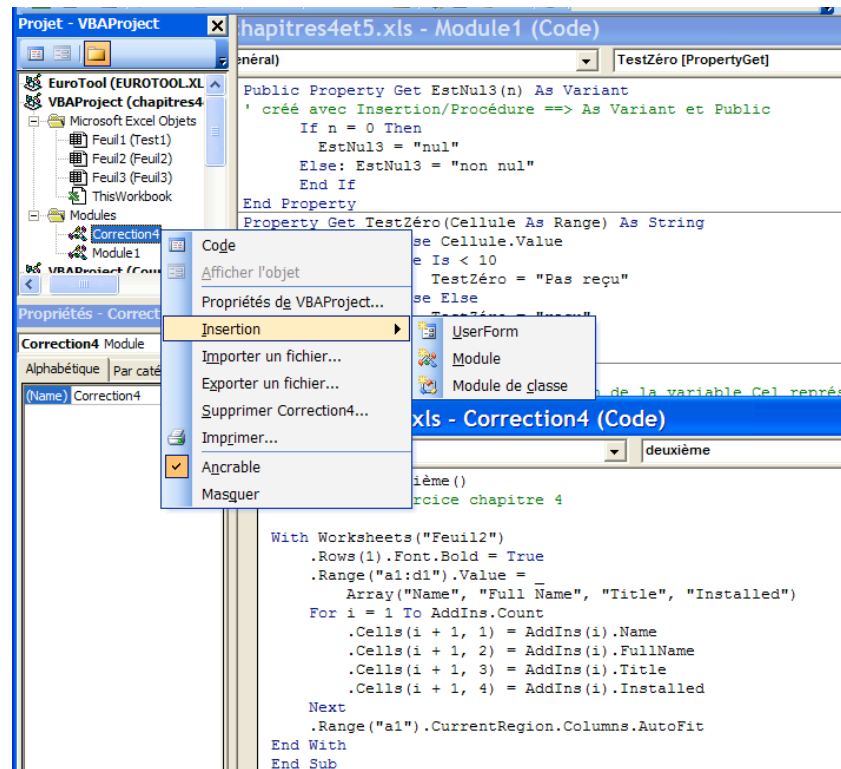 Projet - VBAProject
EuroTool (EUROTOOL.XL
VBAProject (chapitres4
Microsoft Excel Objets
Feuil1 (Test1)
Feuil2 (Feuil2)
Feuil3 (Feuil3)
ThisWorkbook
Modules
Correction4
Module1
VBAProject (Cou
Propriétés - Correct
Correction4 Module
Alphabétique Par caté
(Name) Correction4
chapitres4et5.xls - Module1 (Code)
énéral) TestZéro [PropertyGet]
Public Property Get EstNul3(n) As Variant
' créé avec Insertion/Procédure ==> As Variant et Public
If n = 0 Then
EstNul3 = "nul"
Else: EstNul3 = "non nul"
End If
End Property
Property Get TestZéro(Cellule As Range) As String
se Cellule.Value
e Is < 10
TestZéro = "Pas reçu"
se Else
Code
Afficher l'objet
Propriétés de VBAProject...
Insertion
Importer un fichier...
Exporter un fichier...
Supprimer Correction4...
Imprimer...
Ancrable
Masquer
UserForm
Module
Module de classe
de la variable Cel représ
xls - Correction4 (Code)
deuxième
ième()
rcice chapitre 4
With Worksheets("Feuil2")
.Rows(1).Font.Bold = True
.Range("a1:d1").Value = _
Array("Name", "Full Name", "Title", "Installed")
For i = 1 To AddIns.Count
.Cells(i + 1, 1) = AddIns(i).Name
.Cells(i + 1, 2) = AddIns(i).FullName
.Cells(i + 1, 3) = AddIns(i).Title
.Cells(i + 1, 4) = AddIns(i).Installed
Next
.Range("a1").CurrentRegion.Columns.AutoFit
End With
End Sub